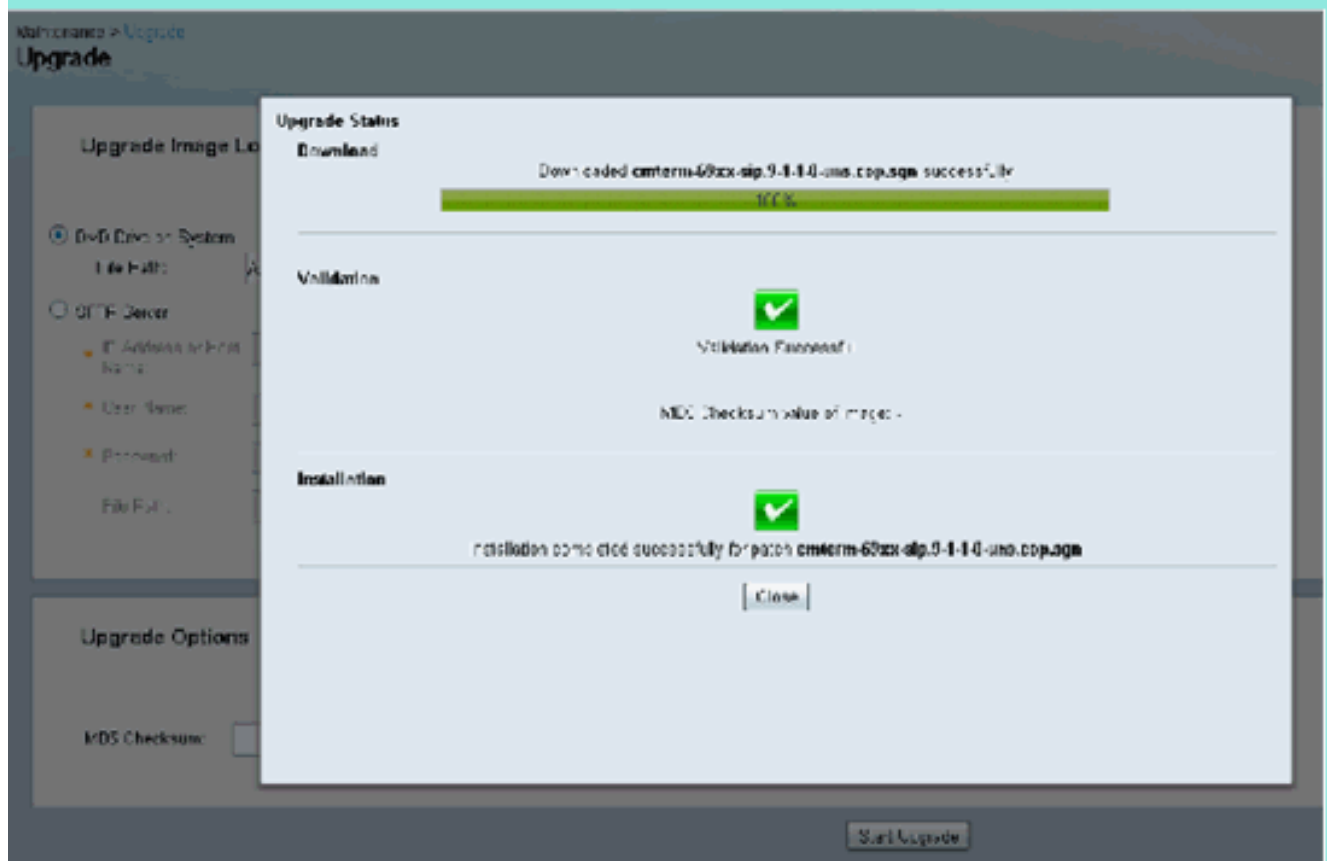 Maintenance > Upgrade
Upgrade
Upgrade Image Lo
DVD Drive on System
File Path:
SFTP Server
IP Address or Host
Name:
User Name:
Password:
File Path:
Upgrade Options
MD5 Checksum:
Upgrade Status
Download
Downloaded cmterm-69xx-sip.9-1-1-0-uns.cop.sgn successfully
100%
Validation
Validation Successful
MD5 Checksum value of image: -
Installation
Installation completed successfully for patch cmterm-69xx-sip.9-1-1-0-uns.cop.sgn
Close
Start Upgrade